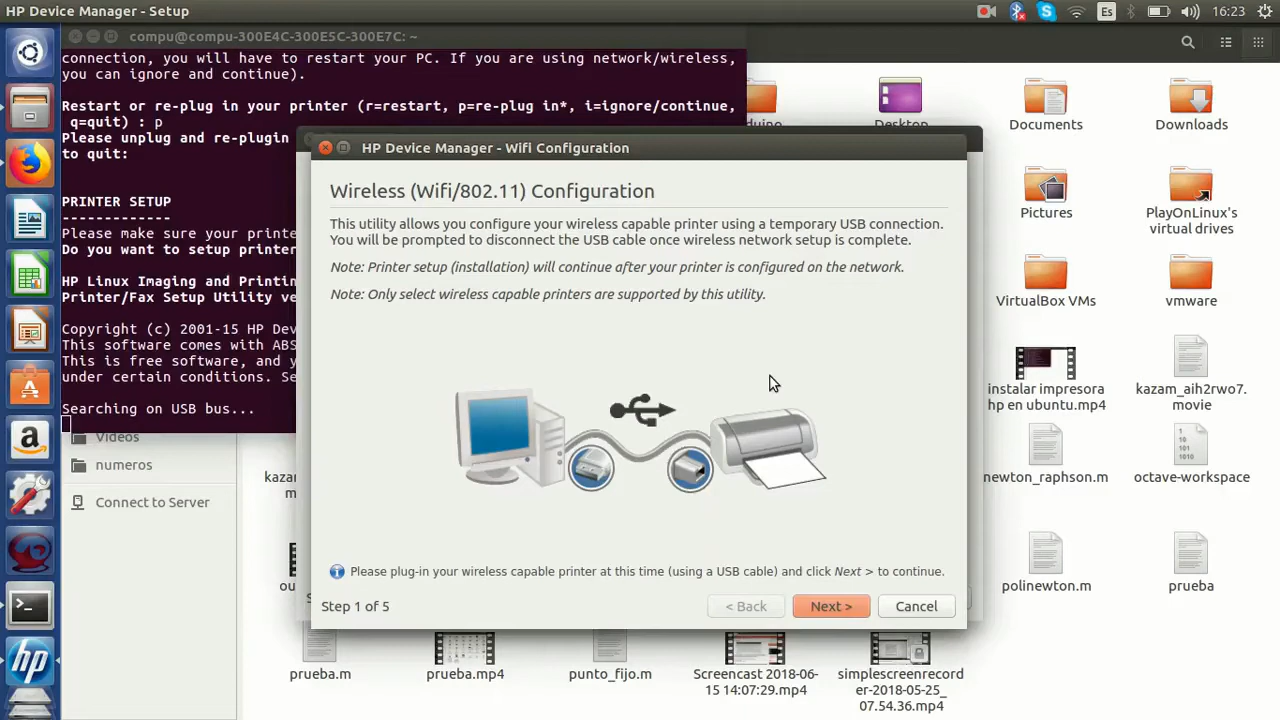 HP Device Manager - Setup
Es
16:23
compu@compu-300E4C-300E5C-300E7C: ~
connection, you will have to restart your PC. If you are using network/wireless,
you can ignore and continue).
Restart or re-plug in your printer (r=restart, p=re-plug in*, i=ignore/continue,
q=quit) : p
Please unplug and re-plugin
to quit:
PRINTER SETUP
-------------
Please make sure your printe
Do you want to setup printer
HP Linux Imaging and Printin
Printer/Fax Setup Utility ve
Copyright (c) 2001-15 HP Dev
This software comes with ABS
This is free software, and y
under certain conditions. Se
Searching on USB bus...
HP Device Manager - Wifi Configuration
Wireless (Wifi/802.11) Configuration
This utility allows you configure your wireless capable printer using a temporary USB connection.
You will be prompted to disconnect the USB cable once wireless network setup is complete.
Note: Printer setup (installation) will continue after your printer is configured on the network.
Note: Only select wireless capable printers are supported by this utility.
Please plug-in your wireless capable printer at this time (using a USB cable) and click Next > to continue.
Step 1 of 5
< Back
Next >
Cancel
Videos
numeros
Connect to Server
duino
Desktop
Documents
Downloads
Pictures
PlayOnLinux's
virtual drives
VirtualBox VMs
vmware
instalar impresora
hp en ubuntu.mp4
kazam_aih2rwo7.
movie
newton_raphson.m
octave-workspace
1
10
101
1010
polinewton.m
prueba
kaza
m
ou
prueba.m
prueba.mp4
punto_fijo.m
Screencast 2018-06-
15 14:07:29.mp4
simplescreenrecord
er-2018-05-25_
07.54.36.mp4
hp